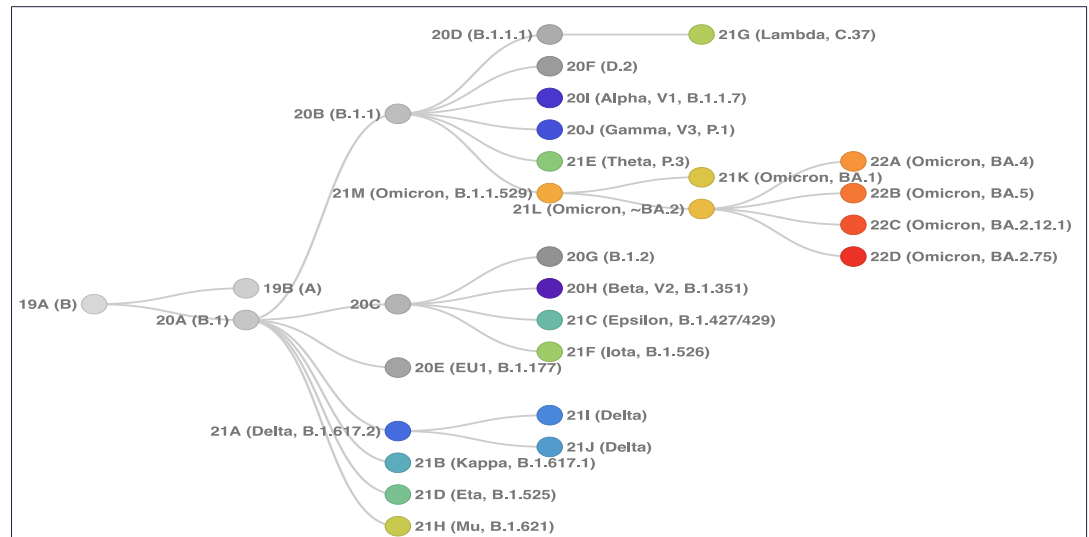 20D (B.1.1.1)
21G (Lambda, C.37)
20F (D.2)
20I (Alpha, V1, B.1.1.7)
20B (B.1.1)
20J (Gamma, V3, P.1)
21E (Theta, P.3)
22A (Omicron, BA.4)
21K (Omicron, BA.1)
21M (Omicron, B.1.1.529)
22B (Omicron, BA.5)
21L (Omicron, ~BA.2)
22C (Omicron, BA.2.12.1)
20G (B.1.2)
22D (Omicron, BA.2.75)
19B (A)
20H (Beta, V2, B.1.351)
19A (B)
20C
20A (B.1)
21C (Epsilon, B.1.427/429)
21F (Iota, B.1.526)
20E (EU1, B.1.177)
21I (Delta)
21A (Delta, B.1.617.2)
21J (Delta)
21B (Kappa, B.1.617.1)
21D (Eta, B.1.525)
21H (Mu, B.1.621)